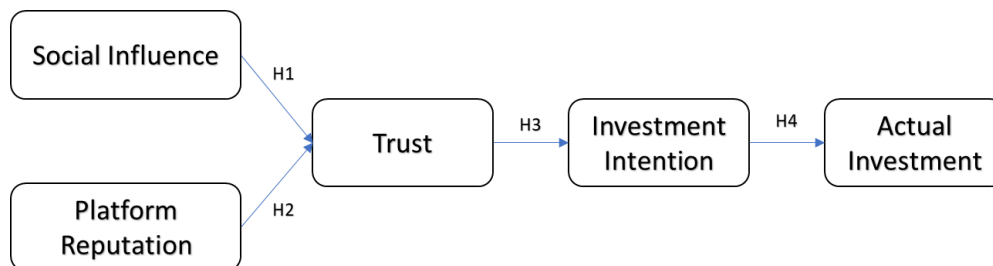 Social Influence
H1
Trust
H3
Investment
Intention
H4
Actual
Investment
H2
Platform
Reputation